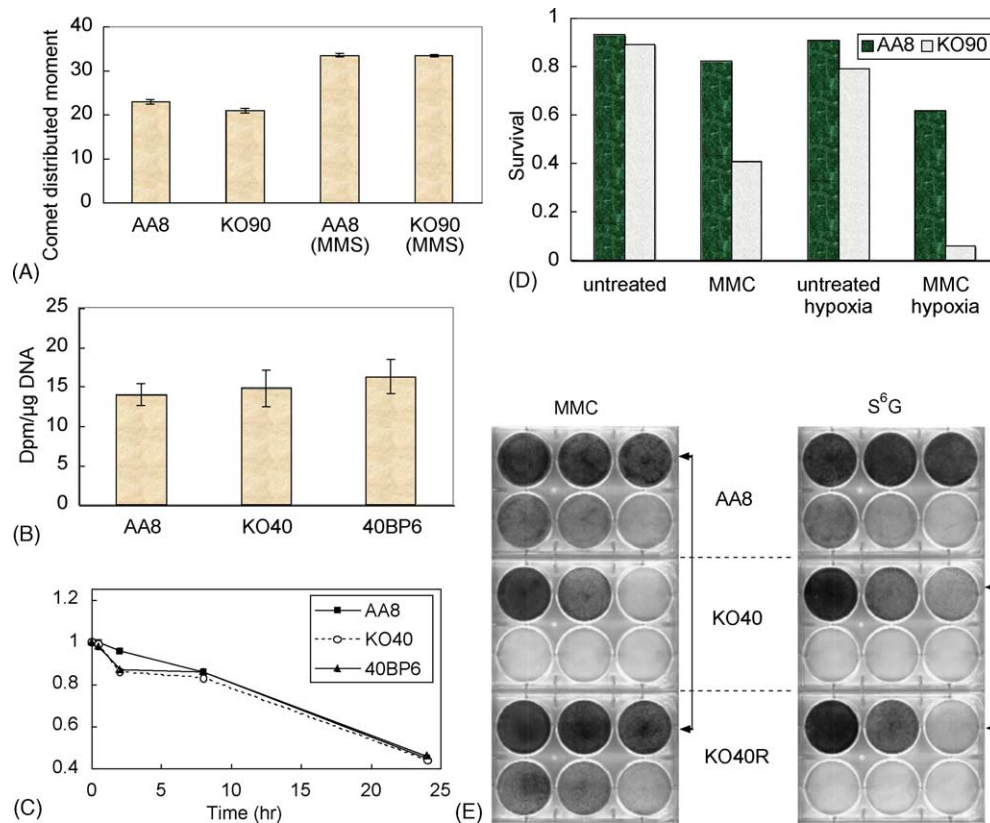 40
30
20
10
0
Comet distributed moment
AA8
KO90
AA8
(MMS)
KO90
(MMS)
(A)
25
20
15
10
5
0
Dpm/µg DNA
AA8
KO40
40BP6
(B)
1.2
1
0.8
0.6
0.4
AA8
KO40
40BP6
0
5
10
15
20
25
Time (hr)
(C)
1
0.8
0.6
0.4
0.2
0
Survival
AA8
KO90
untreated
MMC
untreated
hypoxia
MMC
hypoxia
(D)
MMC
S⁶G
AA8
KO40
KO40R
(E)